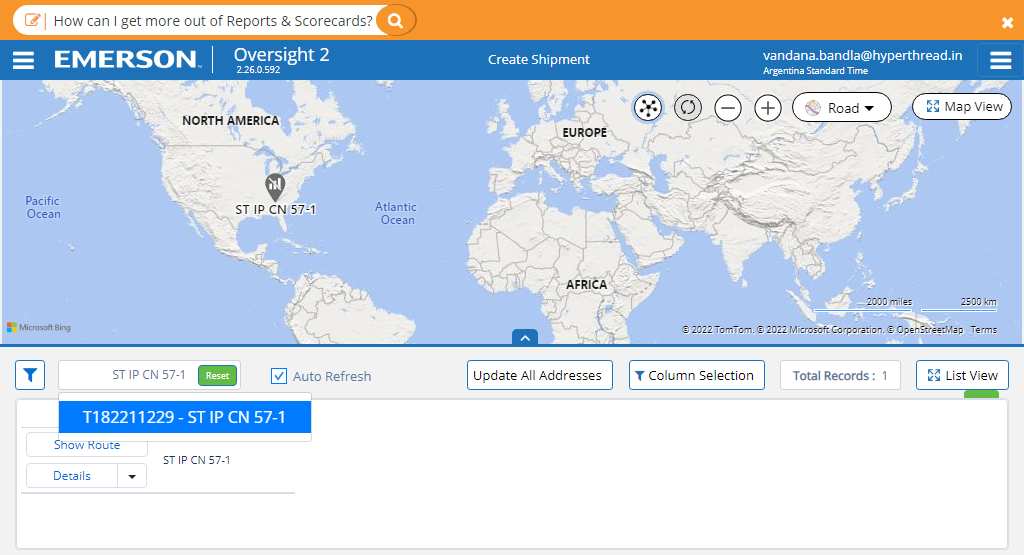 How can I get more out of Reports & Scorecards?
EMERSON
Oversight 2
2.26.0.592
Create Shipment
vandana.bandla@hyperthread.in
Argentina Standard Time
NORTH AMERICA
EUROPE
Road
Map View
Pacific
Ocean
ST IP CN 57-1
Atlantic
Ocean
AFRICA
2000 miles
2500 km
Microsoft Bing
© 2022 TomTom, © 2022 Microsoft Corporation, © OpenStreetMap Terms
ST IP CN 57-1
Reset
Auto Refresh
Update All Addresses
Column Selection
Total Records : 1
List View
T182211229 - ST IP CN 57-1
Show Route
ST IP CN 57-1
Details